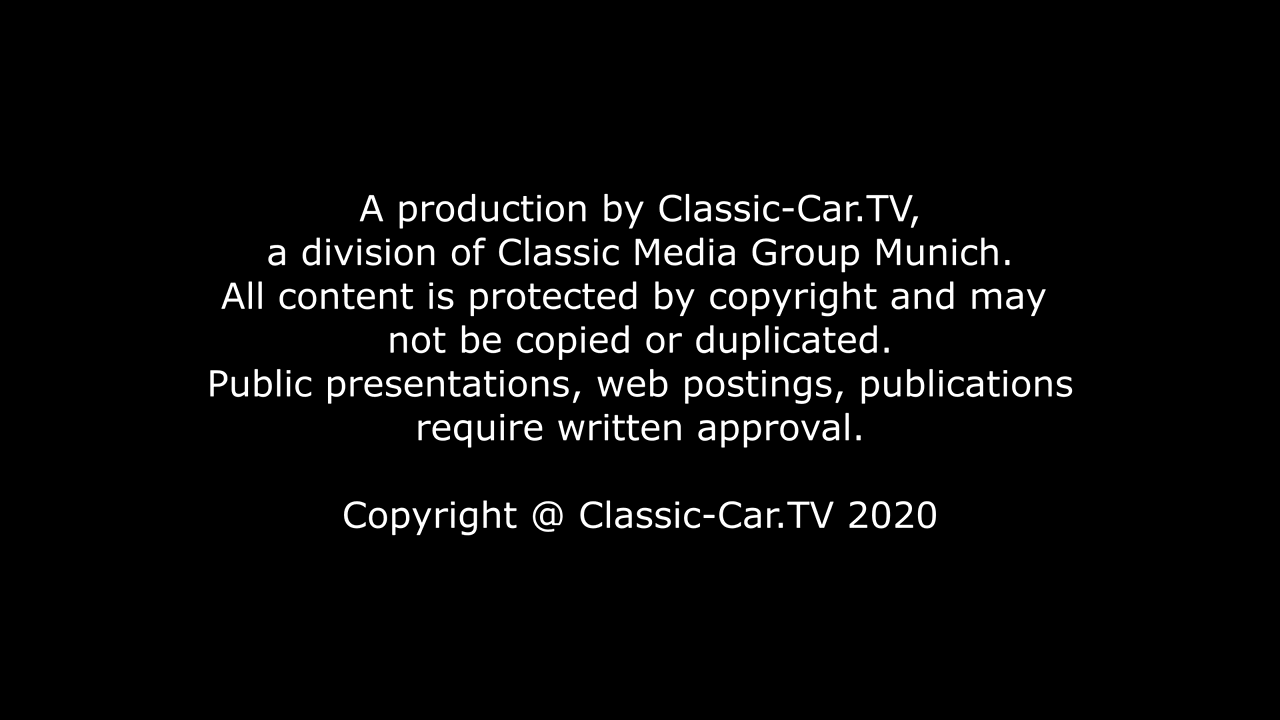 A production by Classic-Car.TV,
a division of Classic Media Group Munich.
All content is protected by copyright and may
not be copied or duplicated.
Public presentations, web postings, publications
require written approval.
Copyright @ Classic-Car.TV 2020